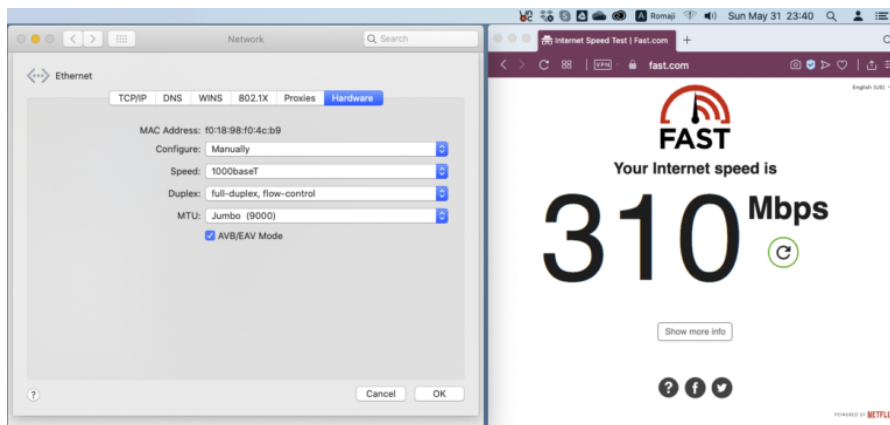 Romaji
Sun May 31 23:40
Network
Search
Ethernet
TCP/IP
DNS
WINS
802.1X
Proxies
Hardware
MAC Address: f0:18:98:f0:4c:b9
Configure: Manually
Speed: 1000baseT
Duplex: full-duplex, flow-control
MTU: Jumbo (9000)
AVB/EAV Mode
?
Cancel
OK
Internet Speed Test | Fast.com
VPN
fast.com
English (US)
FAST
Your Internet speed is
310 Mbps
Show more info
POWERED BY NETFLI